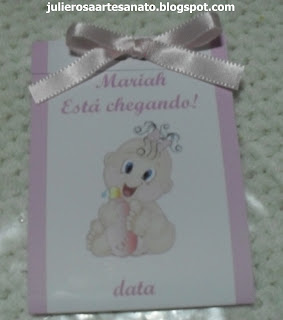 julierosaartesanato.blogspot.com
Mariah
Está chegando!
data